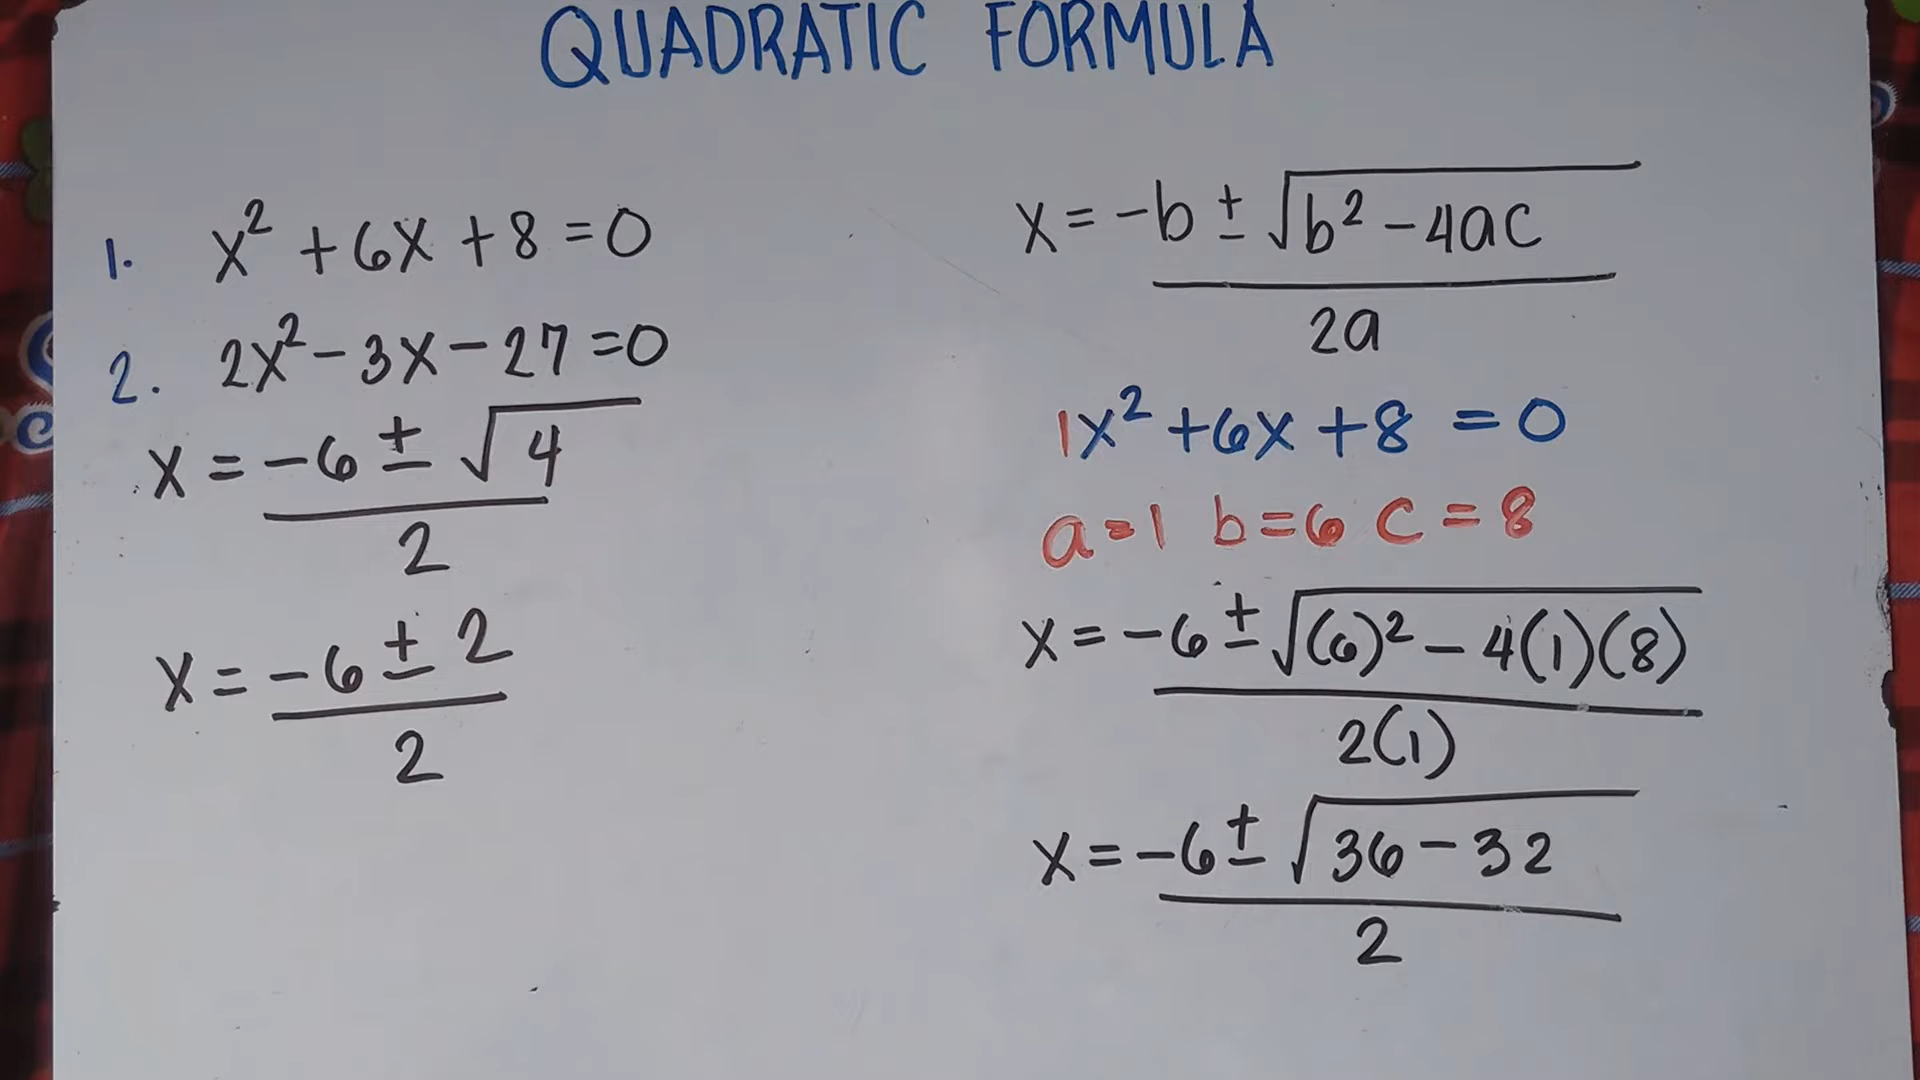 QUADRATIC FORMULA
1. x² + 6x + 8 = 0
2. 2x² - 3x - 27 = 0
x = -6 ± √4
2
x = -6 ± 2
2
x = -b ± √b² - 4ac
2a
1x² + 6x + 8 = 0
a=1 b=6 c=8
x = -6 ± √(6)² - 4(1)(8)
2(1)
x = -6 ± √36 - 32
2